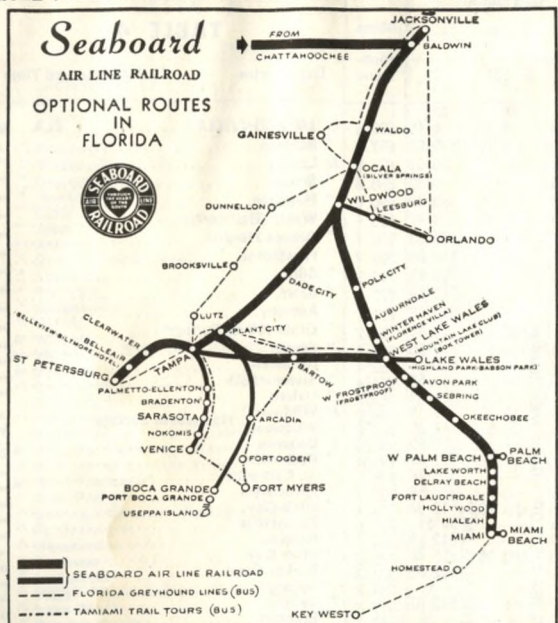 Seaboard
AIR LINE RAILROAD
OPTIONAL ROUTES
IN
FLORIDA
SEABOARD
AIR LINE
THROUGH
THE HEART
OF THE
SOUTH
RAILROAD
FROM
CHATTAHOOCHEE
JACKSONVILLE
BALDWIN
WALDO
GAINESVILLE
OCALA
(SILVER SPRINGS)
WILDWOOD
LEESBURG
DUNNELLON
ORLANDO
BROOKSVILLE
DADE CITY
POLK CITY
AUBURNDALE
WINTER HAVEN
(FLORENCE VILLA)
WEST LAKE WALES
(MOUNTAIN LAKE CLUB)
(BOK TOWER)
LUTZ
PLANT CITY
CLEARWATER
BELLEAIR
(BELLEVIEW-BILTMORE HOTEL)
ST PETERSBURG
TAMPA
BARTOW
LAKE WALES
(HIGHLAND PARK-BABSON PARK)
W FROSTPROOF
(FROSTPROOF)
AVON PARK
SEBRING
OKEECHOBEE
PALMETTO-ELLENTON
BRADENTON
SARASOTA
NOKOMIS
VENICE
ARCADIA
FORT OGDEN
FORT MYERS
BOCA GRANDE
PORT BOCA GRANDE
USEPPA ISLAND
W PALM BEACH
PALM
BEACH
LAKE WORTH
DELRAY BEACH
FORT LAUDERDALE
HOLLYWOOD
HIALEAH
MIAMI
MIAMI
BEACH
HOMESTEAD
KEY WEST
SEABOARD AIR LINE RAILROAD
FLORIDA GREYHOUND LINES (BUS)
TAMIAMI TRAIL TOURS (BUS)